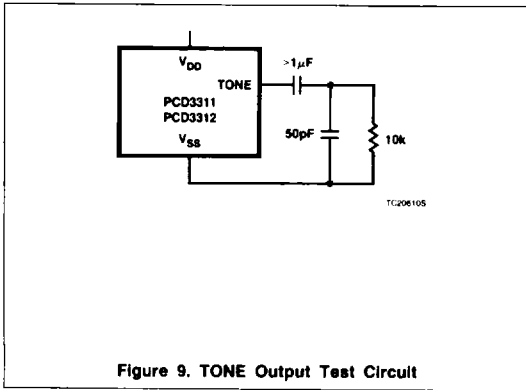 V_DD
TONE
>1μF
PCD3311
PCD3312
V_SS
50pF
10k
TC20610S
Figure 9. TONE Output Test Circuit